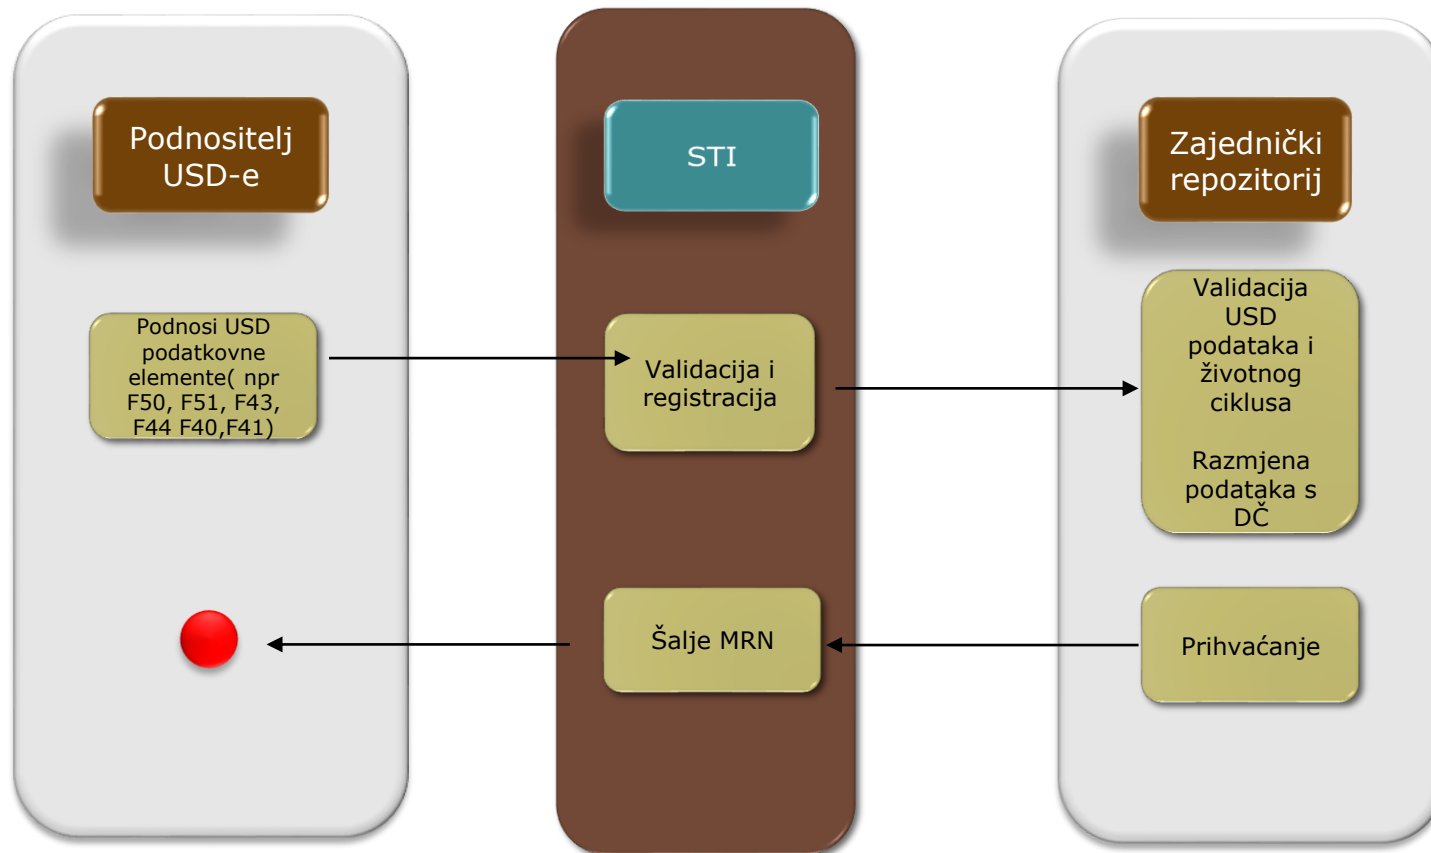 Podnositelj
USD-e
STI
Zajednički
repozitorij
Podnosi USD
podatkovne
elemente( npr
F50, F51, F43,
F44 F40,F41)
Validacija i
registracija
Validacija
USD
podataka i
životnog
ciklusa
Razmjena
podataka s
DČ
Šalje MRN
Prihvaćanje